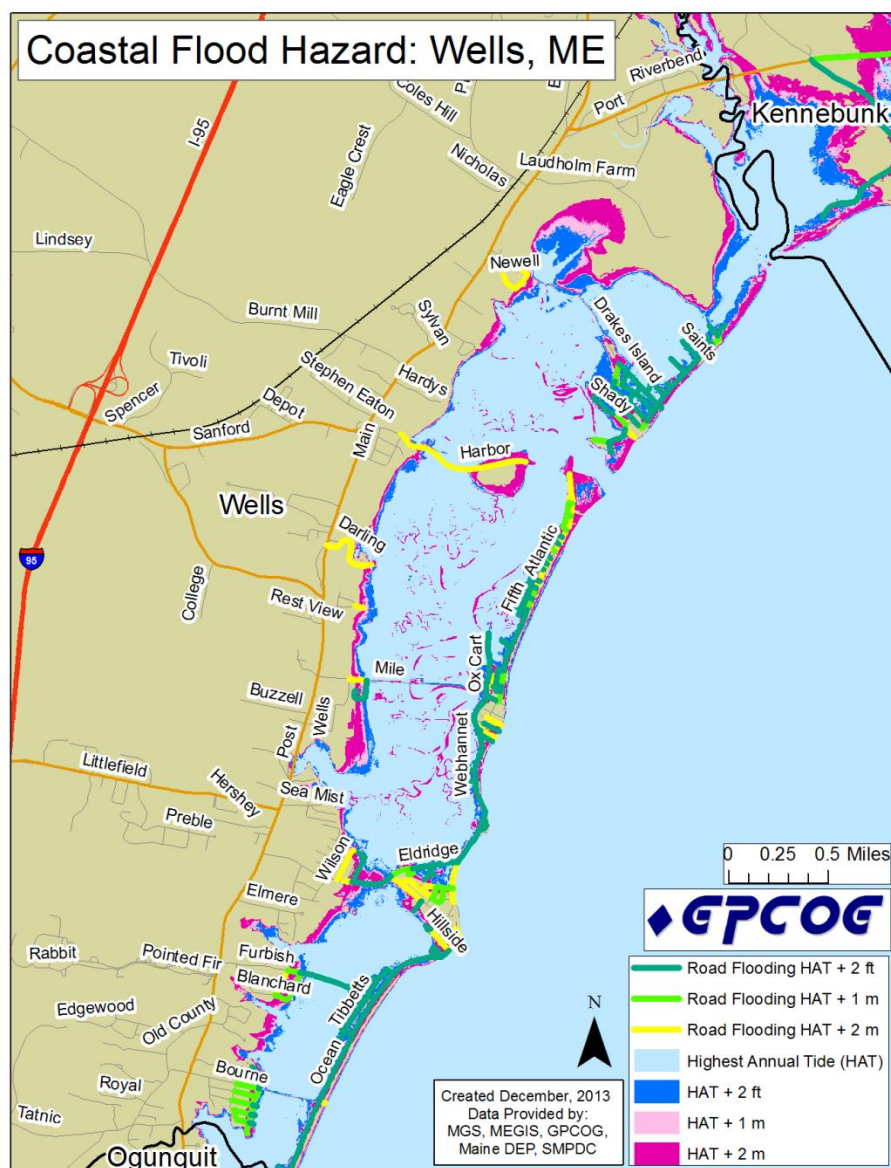 Coastal Flood Hazard: Wells, ME
I-95
Coles Hill
Riverbend
Port
Kennebunk
Eagle Crest
Nicholas
Laudholm Farm
Lindsey
Newell
Burnt Mill
Sylvan
Drakes Island
Saints
Tivoli
Stephen Eaton
Hardys
Spencer
Depot
Shady
Sanford
Main
Harbor
Wells
Darling
Fifth
Atlantic
95
College
Rest View
Mile
Ox Cart
Buzzell
Wells
Post
Webhannet
Littlefield
Hershey
Sea Mist
Preble
Wilson
Eldridge
0 0.25 0.5 Miles
Elmere
Hillside
GPCOG
Rabbit
Pointed Fir
Furbish
Blanchard
Tibbetts
Edgewood
Old County
Ocean
Royal
Bourne
Tatnic
Ogunquit
N
Created December, 2013
Data Provided by:
MGS, MEGIS, GPCOG,
Maine DEP, SMPDC
Road Flooding HAT + 2 ft
Road Flooding HAT + 1 m
Road Flooding HAT + 2 m
Highest Annual Tide (HAT)
HAT + 2 ft
HAT + 1 m
HAT + 2 m